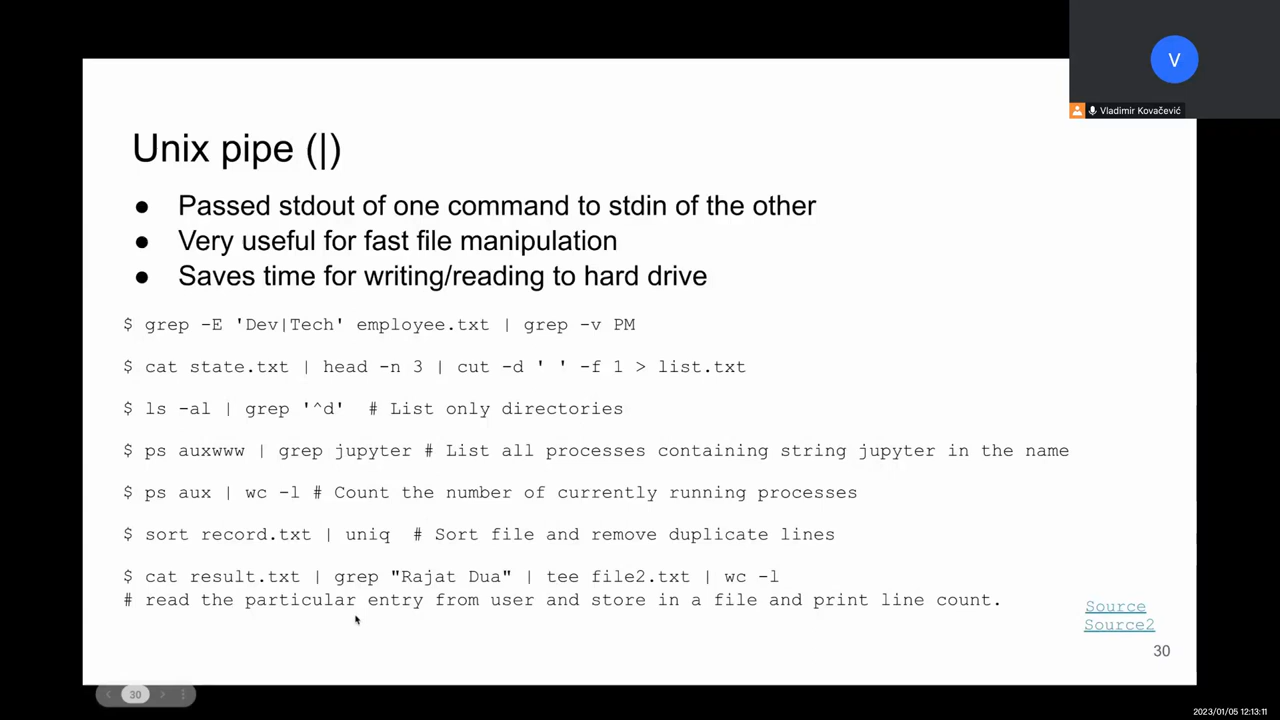 V
Vladimir Kovačević
Unix pipe (|)
● Passed stdout of one command to stdin of the other
● Very useful for fast file manipulation
● Saves time for writing/reading to hard drive
$ grep -E 'Dev|Tech' employee.txt | grep -v PM
$ cat state.txt | head -n 3 | cut -d ' ' -f 1 > list.txt
$ ls -al | grep '^d'  # List only directories
$ ps auxwww | grep jupyter # List all processes containing string jupyter in the name
$ ps aux | wc -l # Count the number of currently running processes
$ sort record.txt | uniq  # Sort file and remove duplicate lines
$ cat result.txt | grep "Rajat Dua" | tee file2.txt | wc -l
# read the particular entry from user and store in a file and print line count.
Source
Source2
30
30
2023/01/05 12:13:11